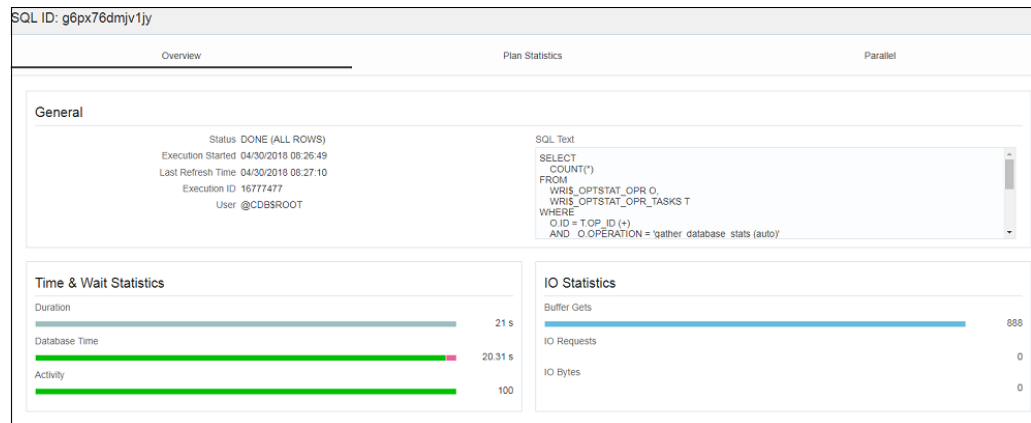 SQL ID: g6px76dmjv1jy
Overview Plan Statistics Parallel
General
Status DONE (ALL ROWS)
Execution Started 04/30/2018 08:26:49
Last Refresh Time 04/30/2018 08:27:10
Execution ID 16777477
User @CDB$ROOT
SQL Text
SELECT
COUNT(*)
FROM
WRI$_OPTSTAT_OPR O,
WRI$_OPTSTAT_OPR_TASKS T
WHERE
O.ID = T.OP_ID (+)
AND O.OPERATION = 'gather_database_stats (auto)'
Time & Wait Statistics
Duration
21 s
Database Time
20.31 s
Activity
100
IO Statistics
Buffer Gets
888
IO Requests
0
IO Bytes
0